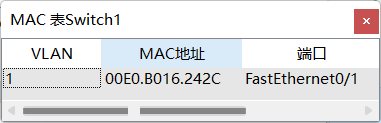 MAC 表Switch1
VLAN MAC地址 端口
1 00E0.B016.242C FastEthernet0/1